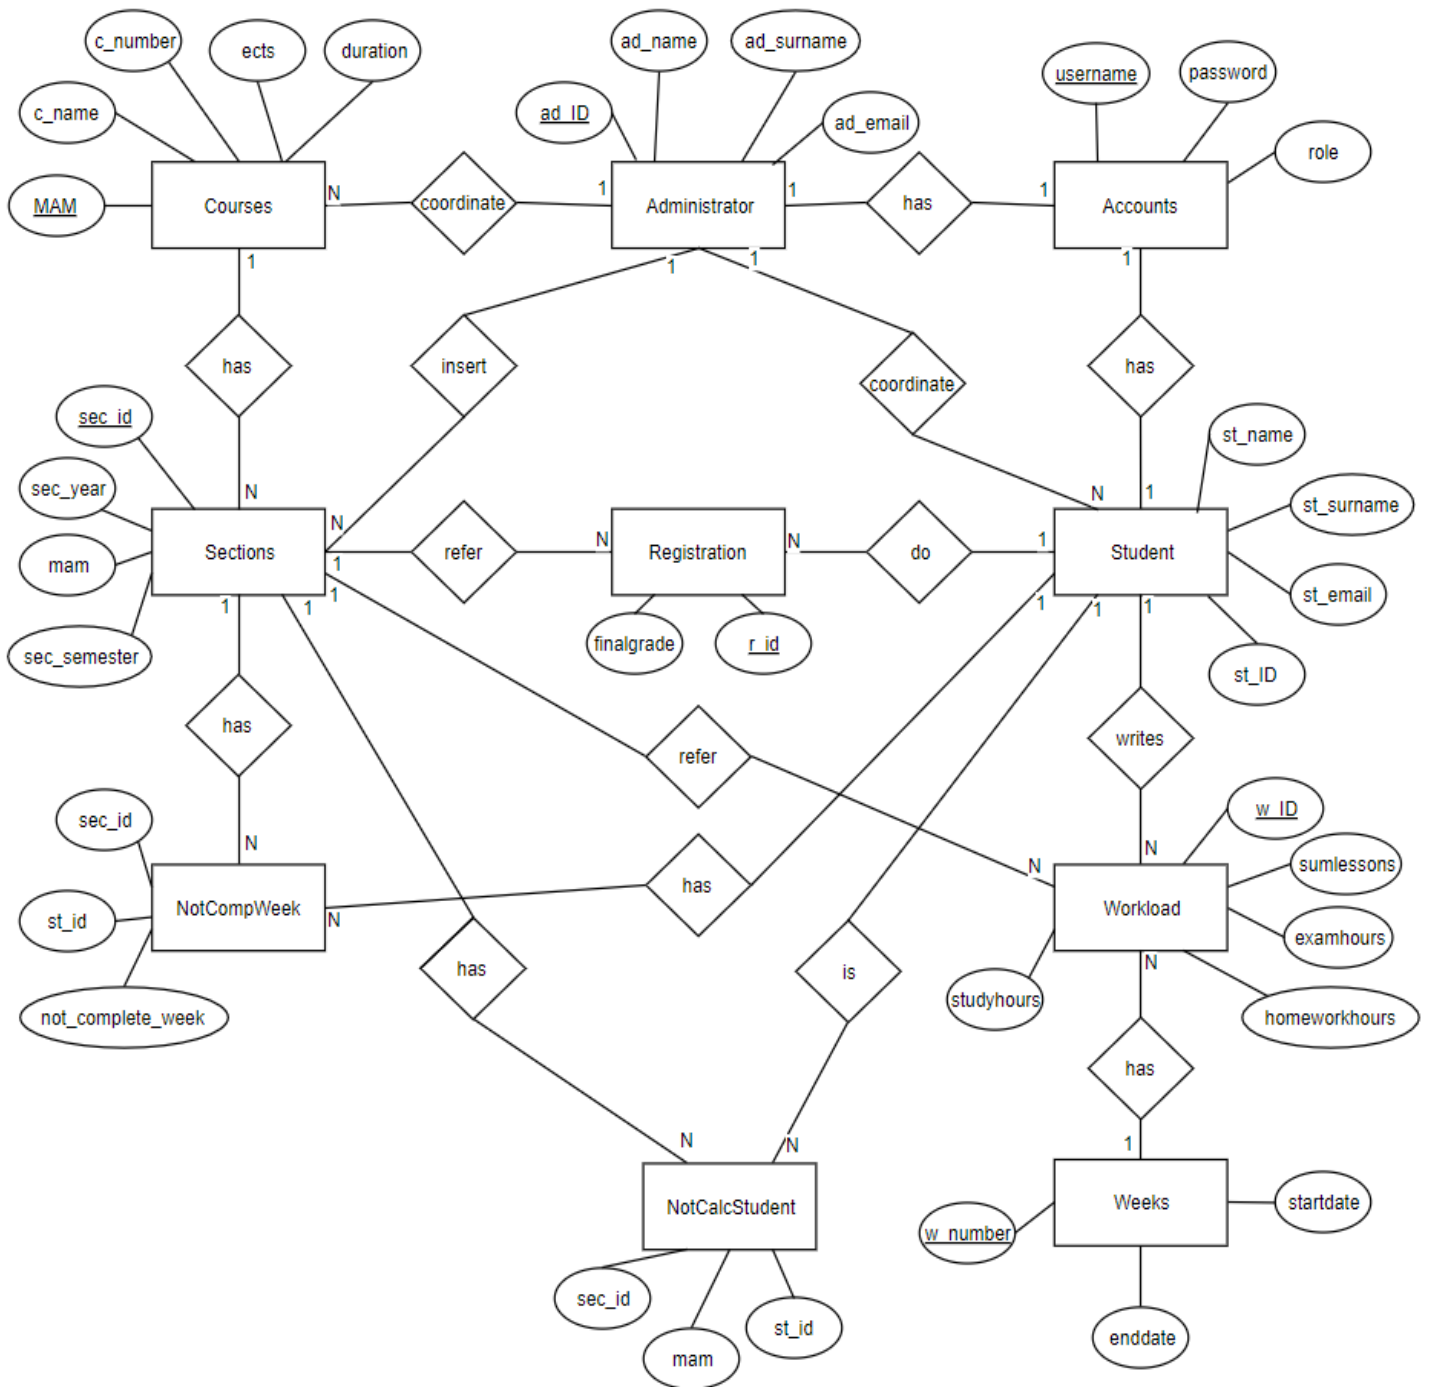 c_number
ects
duration
ad_name
ad_surname
username
password
c_name
ad_ID
ad_email
role
MAM
Courses
N
coordinate
1
Administrator
1
has
1
Accounts
1
1
1
1
has
insert
coordinate
has
sec_id
st_name
sec_year
N
N
1
st_surname
N
Sections
1
refer
N
Registration
N
do
1
Student
mam
st_email
1
1
1
1
1
1
sec_semester
finalgrade
r_id
st_ID
has
refer
writes
sec_id
w_ID
N
N
N
sumlessons
st_id
NotCompWeek
N
has
Workload
examhours
not_complete_week
has
is
studyhours
N
homeworkhours
has
N
N
1
NotCalcStudent
Weeks
w_number
startdate
sec_id
mam
st_id
enddate